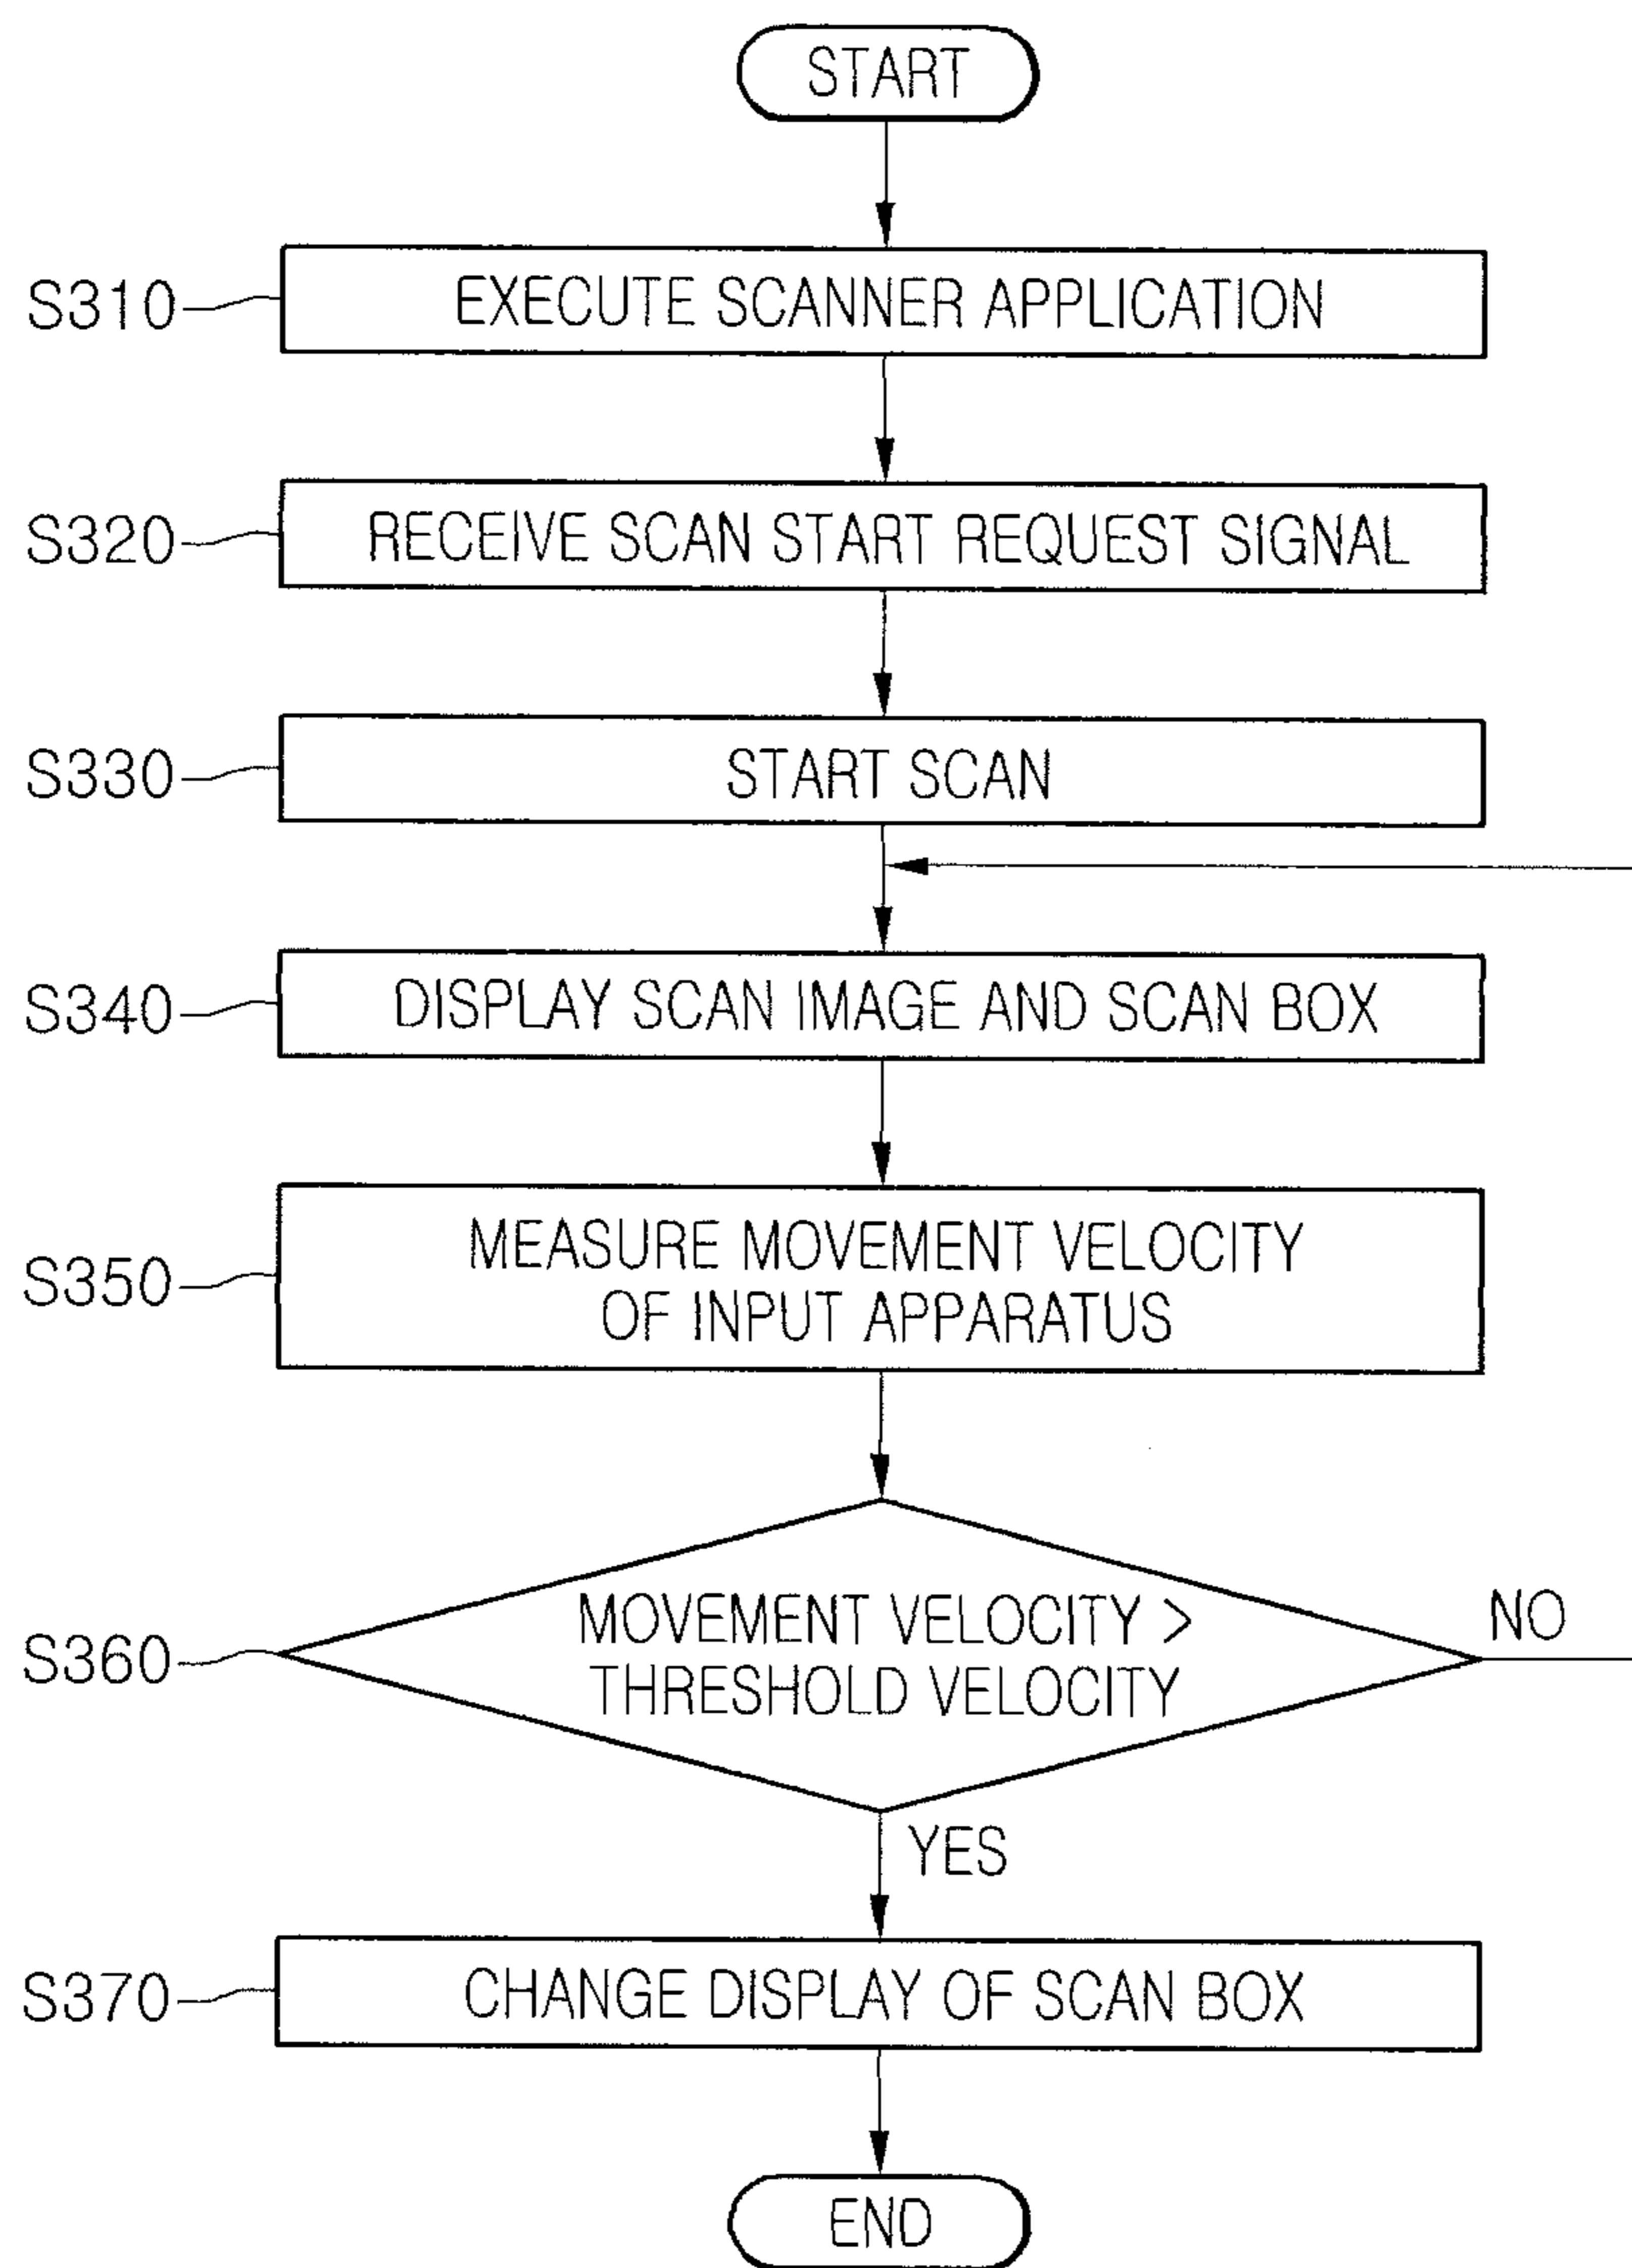 START
S310
EXECUTE SCANNER APPLICATION
S320
RECEIVE SCAN START REQUEST SIGNAL
S330
START SCAN
S340
DISPLAY SCAN IMAGE AND SCAN BOX
S350
MEASURE MOVEMENT VELOCITY
OF INPUT APPARATUS
S360
MOVEMENT VELOCITY >
THRESHOLD VELOCITY
NO
YES
S370
CHANGE DISPLAY OF SCAN BOX
END